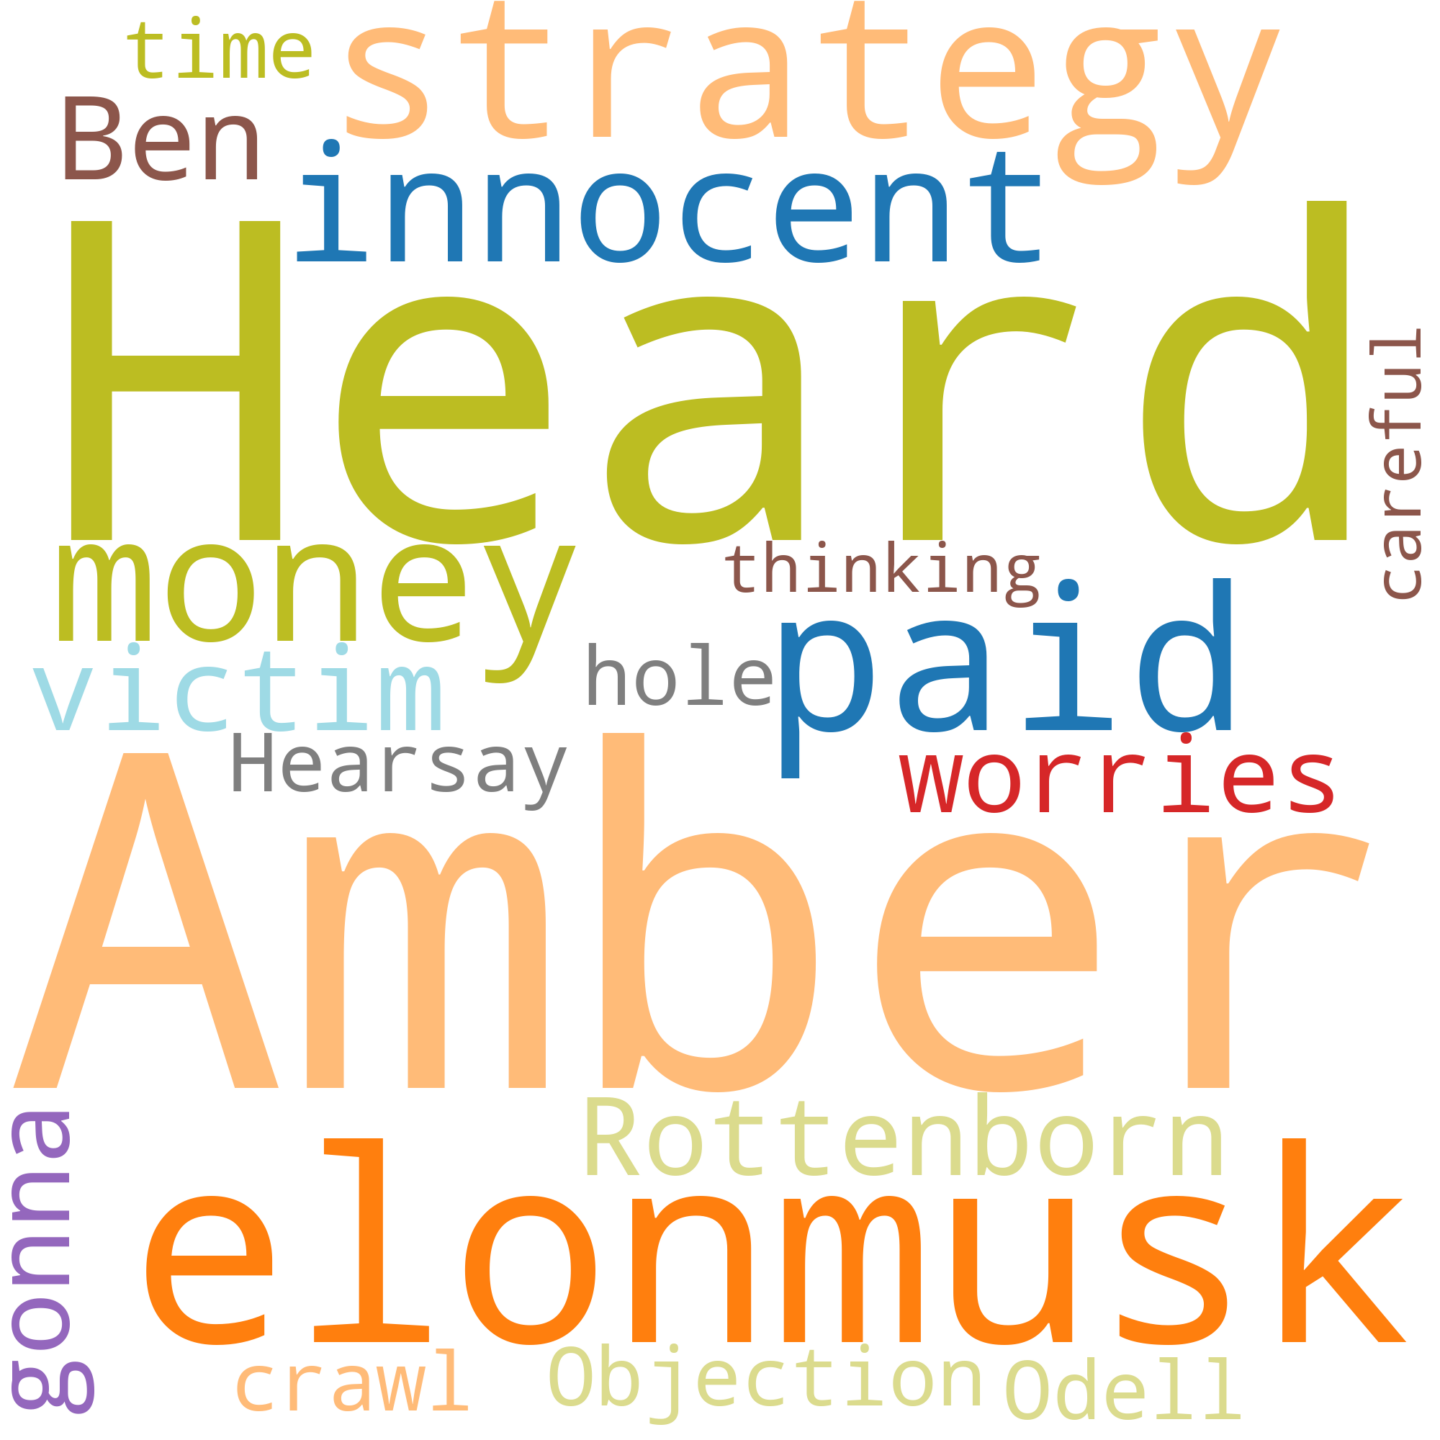 time
strategy
Ben
innocent
Heard
careful
money
thinking
paid
victim
hole
Hearsay
worries
Amber
Rottenborn
gonna
elonmusk
crawl
Objection
Odell